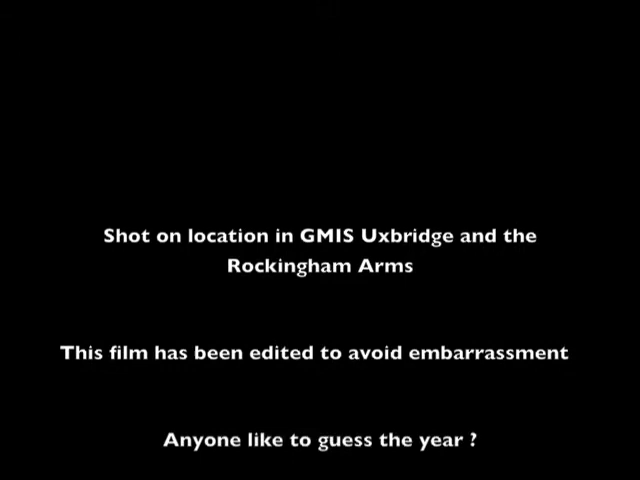 Shot on location in GMIS Uxbridge and the
Rockingham Arms
This film has been edited to avoid embarrassment
Anyone like to guess the year ?